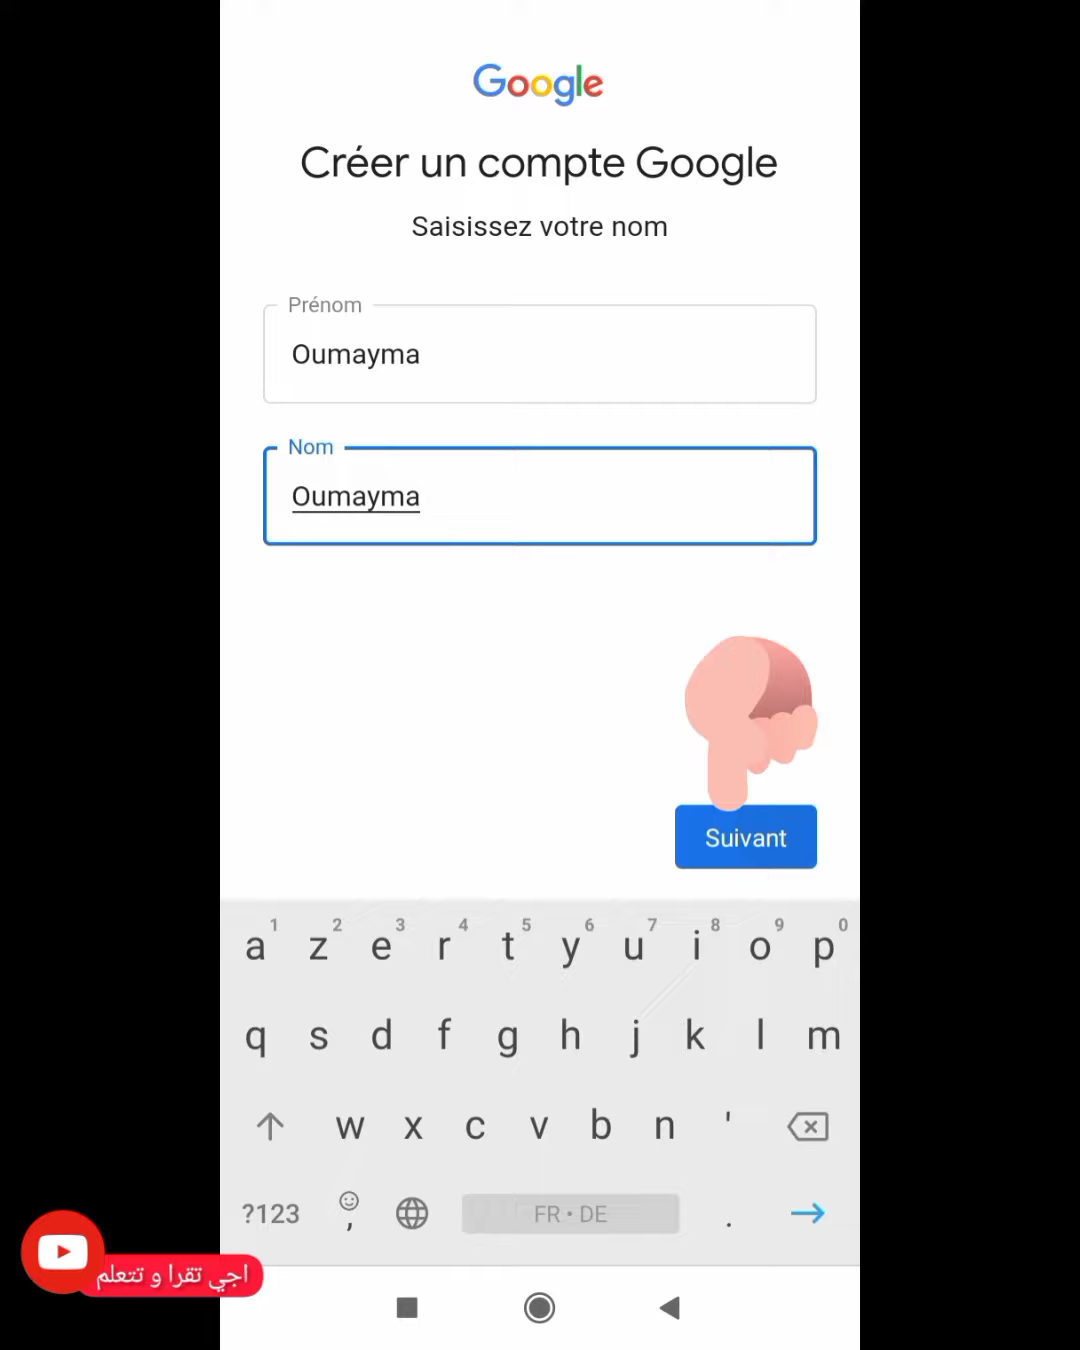 Google
Créer un compte Google
Saisissez votre nom
Prénom
Oumayma
Nom
Oumayma
Suivant
1 2 3 4 5 6 7 8 9 0
a z e r t y u i o p
q s d f g h j k l m
w x c v b n '
?123 , FR • DE .
اجي تقرا و تتعلم